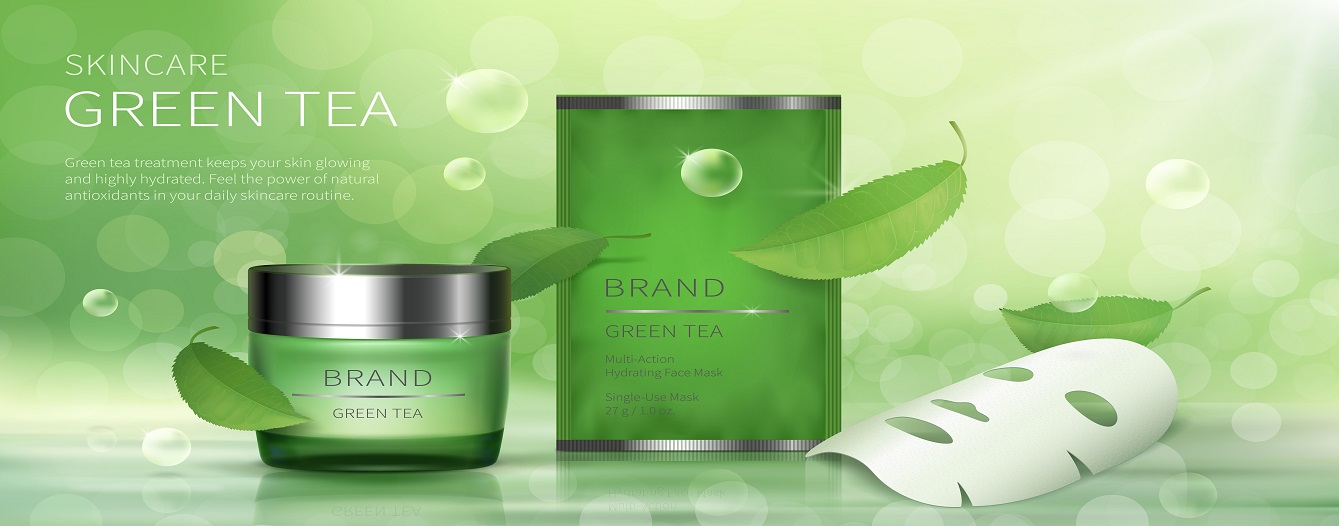 SKINCARE
GREEN TEA
Green tea treatment keeps your skin glowing
and highly hydrated. Feel the power of natural
antioxidants in your daily skincare routine.
BRAND
GREEN TEA
BRAND
GREEN TEA
Multi-Action
Hydrating Face Mask
Single-Use Mask
27 g / 1.0 oz.